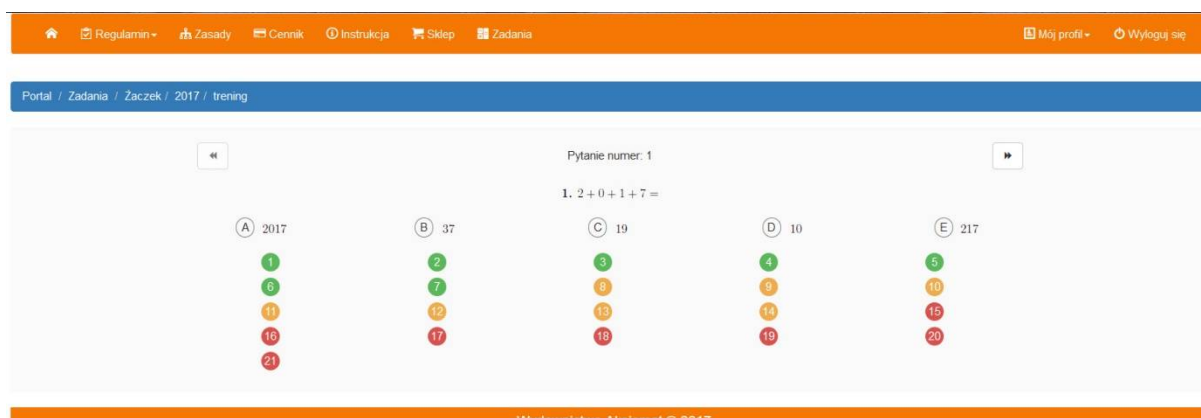 Regulamin Zasady Cennik Instrukcja Sklep Zadania Mój profil Wyloguj się
Portal / Zadania / Żaczek / 2017 / trening
Pytanie numer: 1
1. 2 + 0 + 1 + 7 =
A 2017 B 37 C 19 D 10 E 217
1 2 3 4 5
6 7 8 9 10
11 12 13 14 15
16 17 18 19 20
21